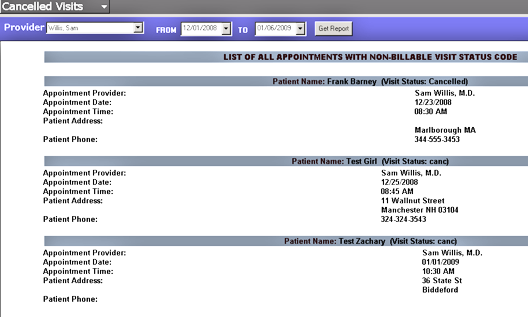 Cancelled Visits
Provider Willis, Sam FROM 12/01/2008 TO 01/06/2009 Get Report
LIST OF ALL APPOINTMENTS WITH NON-BILLABLE VISIT STATUS CODE
Patient Name: Frank Barney (Visit Status: Cancelled)
Appointment Provider: Sam Willis, M.D.
Appointment Date: 12/23/2008
Appointment Time: 08:30 AM
Patient Address:
Marlborough MA
Patient Phone: 344-555-3453
Patient Name: Test Girl (Visit Status: canc)
Appointment Provider: Sam Willis, M.D.
Appointment Date: 12/25/2008
Appointment Time: 08:45 AM
Patient Address: 11 Wallnut Street
Manchester NH 03104
Patient Phone: 324-324-3543
Patient Name: Test Zachary (Visit Status: canc)
Appointment Provider: Sam Willis, M.D.
Appointment Date: 01/01/2009
Appointment Time: 10:30 AM
Patient Address: 36 State St
Biddeford
Patient Phone: